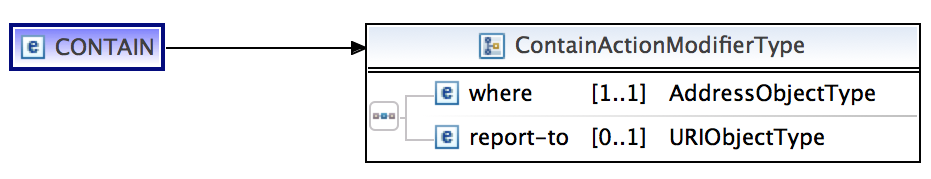 e CONTAIN
ContainActionModifierType
e where [1..1] AddressObjectType
e report-to [0..1] URIObjectType